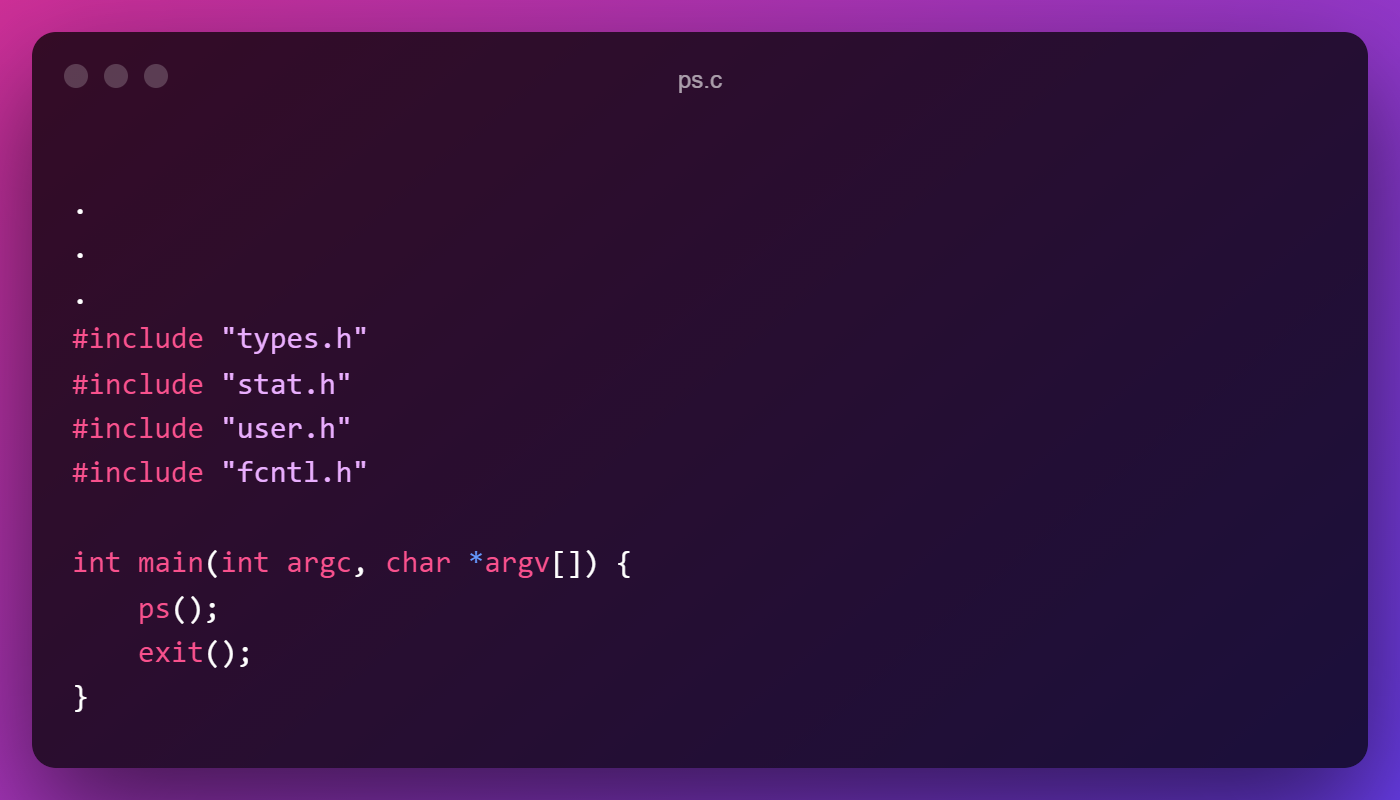 ps.c
.
.
.
#include "types.h"
#include "stat.h"
#include "user.h"
#include "fcntl.h"
int main(int argc, char *argv[]) {
    ps();
    exit();
}